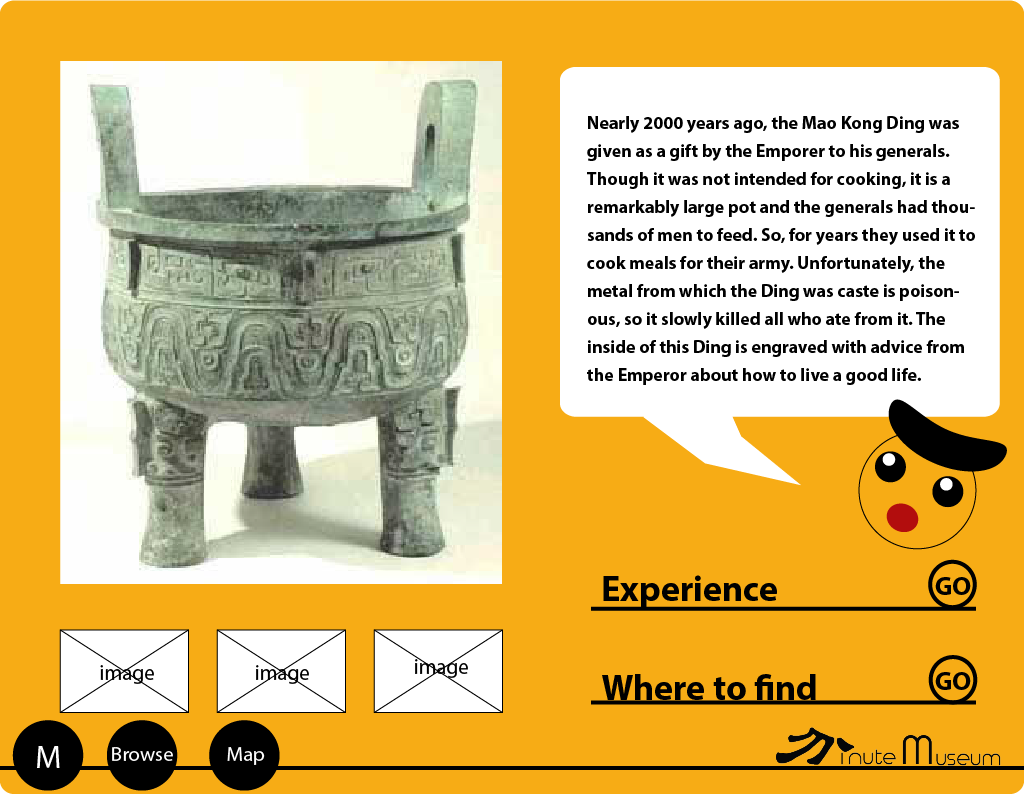 Nearly 2000 years ago, the Mao Kong Ding was
given as a gift by the Emporer to his generals.
Though it was not intended for cooking, it is a
remarkably large pot and the generals had thou-
sands of men to feed. So, for years they used it to
cook meals for their army. Unfortunately, the
metal from which the Ding was caste is poison-
ous, so it slowly killed all who ate from it. The
inside of this Ding is engraved with advice from
the Emperor about how to live a good life.
Experience GO
image image image
Where to find GO
M Browse Map
inute Museum